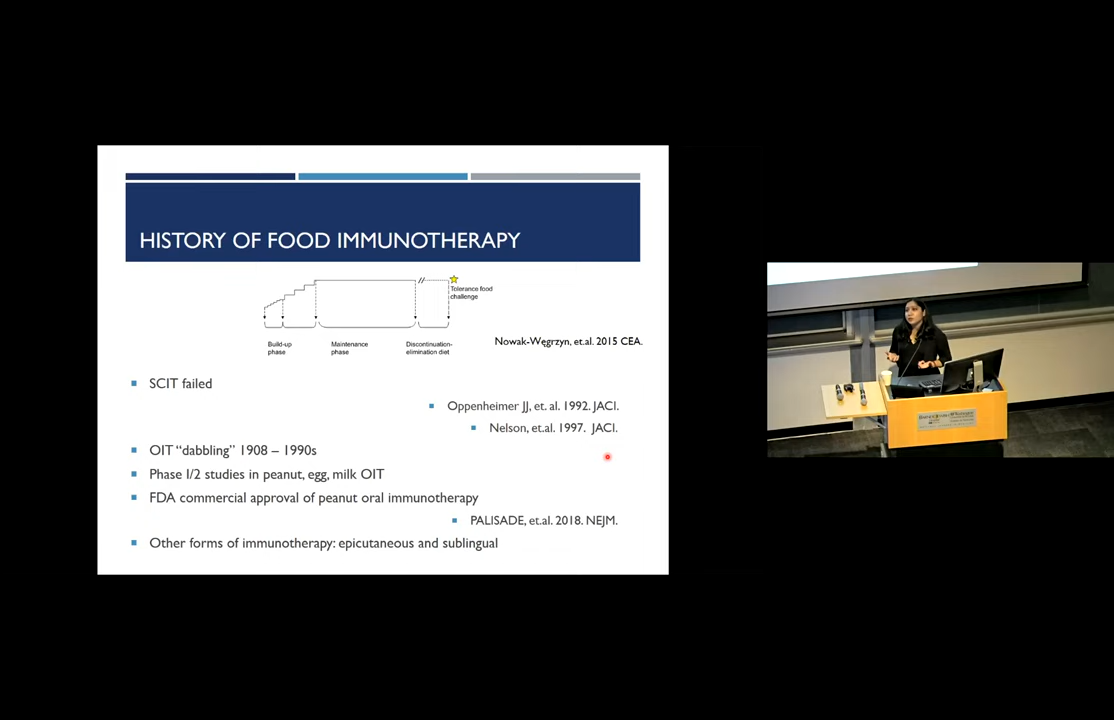 HISTORY OF FOOD IMMUNOTHERAPY
Tolerance food
challenge
Build-up
phase
Maintenance
phase
Discontinuation-
elimination diet
Nowak-Węgrzyn, et.al. 2015 CEA.
SCIT failed
Oppenheimer JJ, et. al. 1992. JACI.
Nelson, et.al. 1997. JACI.
OIT “dabbling” 1908 – 1990s
Phase I/2 studies in peanut, egg, milk OIT
FDA commercial approval of peanut oral immunotherapy
PALISADE, et.al. 2018. NEJM.
Other forms of immunotherapy: epicutaneous and sublingual